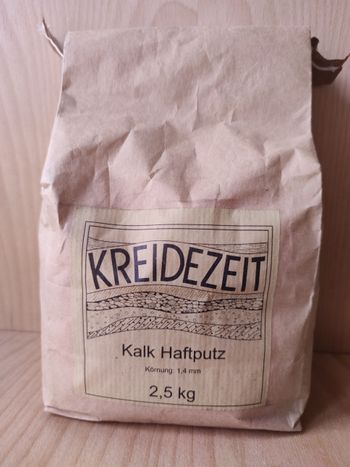 KREIDEZEIT
Kalk Haftputz
Körnung: 1,4 mm
2,5 kg